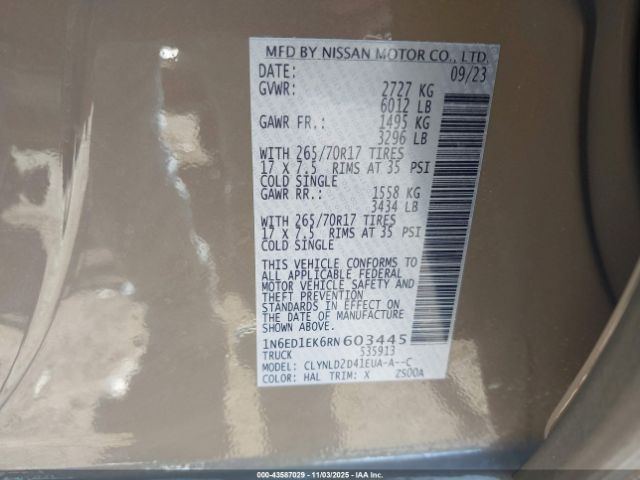 MFD BY NISSAN MOTOR CO., LTD.
DATE: 09/23
GVWR: 2727 KG
6012 LB
GAWR FR.: 1495 KG
3296 LB
WITH 265/70R17 TIRES
17 X 7.5 RIMS AT 35 PSI
COLD SINGLE
GAWR RR.: 1558 KG
3434 LB
WITH 265/70R17 TIRES
17 X 7.5 RIMS AT 35 PSI
COLD SINGLE
THIS VEHICLE CONFORMS TO
ALL APPLICABLE FEDERAL
MOTOR VEHICLE SAFETY AND
THEFT PREVENTION
STANDARDS IN EFFECT ON
THE DATE OF MANUFACTURE
SHOWN ABOVE.
1N6ED1EK6RN603445
TRUCK 535913
MODEL: CLYNLD2D41EUA-A--C
COLOR: HAL TRIM: X ZS00A
000-43587029 - 11/03/2025 - IAAI.COM